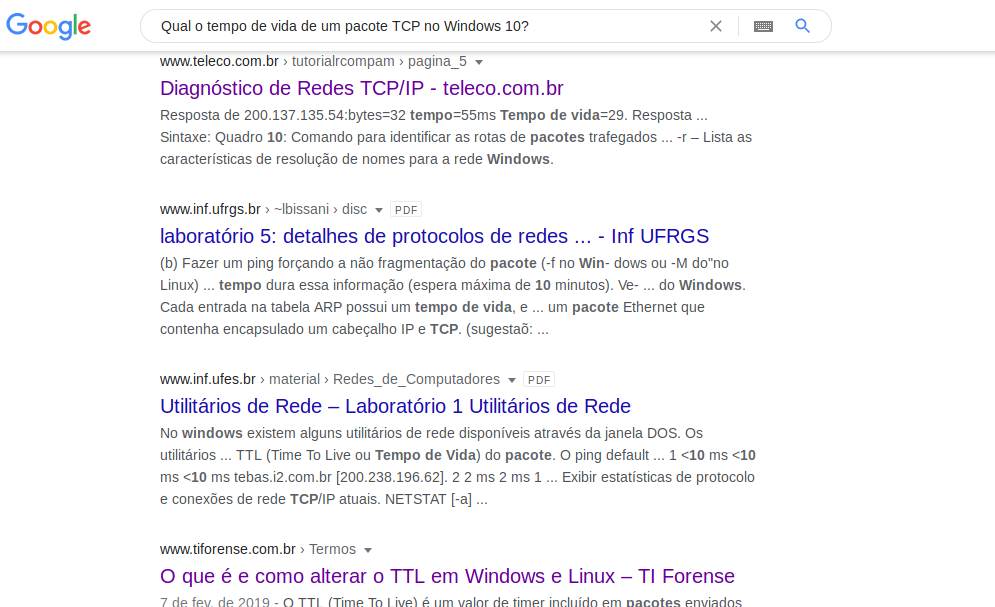 Google
Qual o tempo de vida de um pacote TCP no Windows 10?
www.teleco.com.br › tutorialrcompam › pagina_5
Diagnóstico de Redes TCP/IP - teleco.com.br
Resposta de 200.137.135.54:bytes=32 tempo=55ms Tempo de vida=29. Resposta ...
Sintaxe: Quadro 10: Comando para identificar as rotas de pacotes trafegados ... -r – Lista as
características de resolução de nomes para a rede Windows.
www.inf.ufrgs.br › ~lbissani › disc PDF
laboratório 5: detalhes de protocolos de redes ... - Inf UFRGS
(b) Fazer um ping forçando a não fragmentação do pacote (-f no Win- dows ou -M do"no
Linux) ... tempo dura essa informação (espera máxima de 10 minutos). Ve- ... do Windows.
Cada entrada na tabela ARP possui um tempo de vida, e ... um pacote Ethernet que
contenha encapsulado um cabeçalho IP e TCP. (sugestaõ: ...
www.inf.ufes.br › material › Redes_de_Computadores PDF
Utilitários de Rede – Laboratório 1 Utilitários de Rede
No windows existem alguns utilitários de rede disponíveis através da janela DOS. Os
utilitários ... TTL (Time To Live ou Tempo de Vida) do pacote. O ping default ... 1 <10 ms <10
ms <10 ms tebas.i2.com.br [200.238.196.62]. 2 2 ms 2 ms 1 ... Exibir estatísticas de protocolo
e conexões de rede TCP/IP atuais. NETSTAT [-a] ...
www.tiforense.com.br › Termos
O que é e como alterar o TTL em Windows e Linux – TI Forense
7 de fev. de 2019 - O TTL (Time To Live) é um valor de timer incluído em pacotes enviados